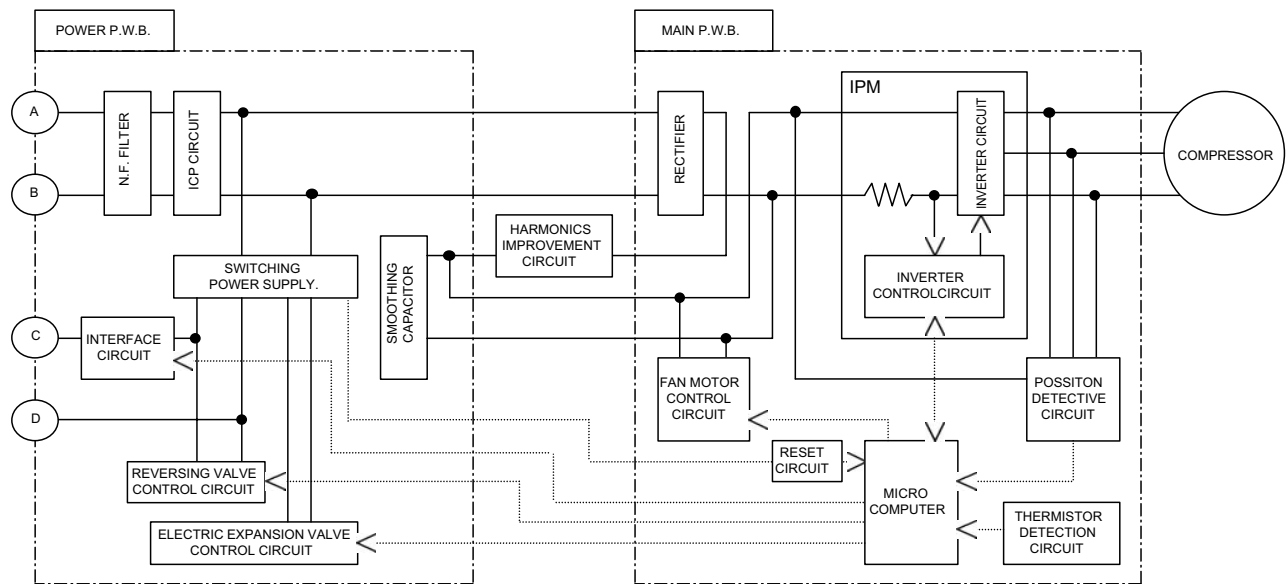 POWER P.W.B.
MAIN P.W.B.
A
B
C
D
N.F. FILTER
ICP CIRCUIT
RECTIFIER
IPM
INVERTER CIRCUIT
COMPRESSOR
HARMONICS
IMPROVEMENT
CIRCUIT
SWITCHING
POWER SUPPLY.
SMOOTHING
CAPACITOR
INVERTER
CONTROLCIRCUIT
INTERFACE
CIRCUIT
FAN MOTOR
CONTROL
CIRCUIT
POSSITON
DETECTIVE
CIRCUIT
RESET
CIRCUIT
REVERSING VALVE
CONTROL CIRCUIT
MICRO
COMPUTER
THERMISTOR
DETECTION
CIRCUIT
ELECTRIC EXPANSION VALVE
CONTROL CIRCUIT